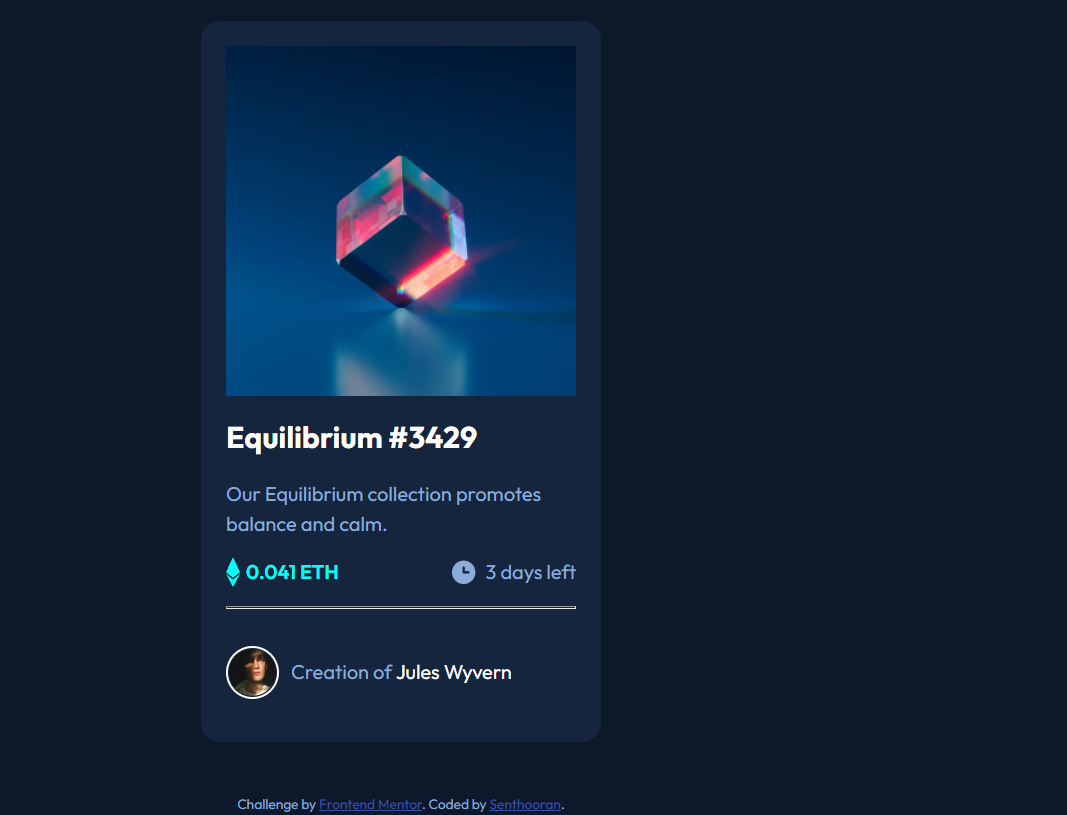 Equilibrium #3429
Our Equilibrium collection promotes
balance and calm.
0.041 ETH 3 days left
Creation of Jules Wyvern
Challenge by Frontend Mentor. Coded by Senthooran.